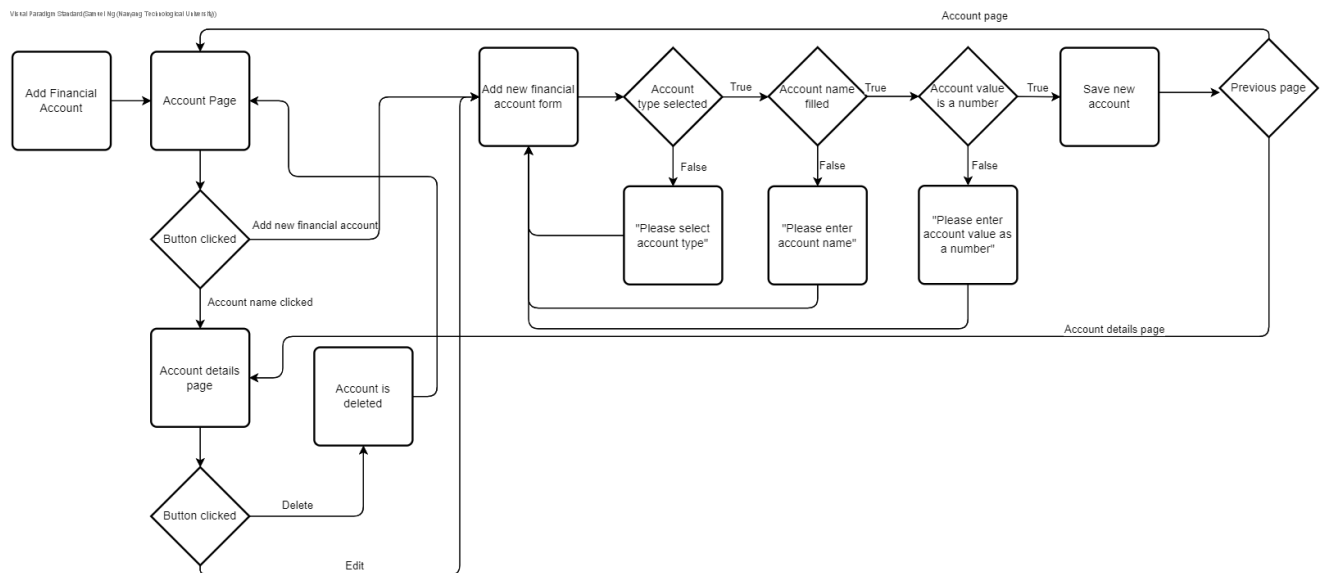 Visual Paradigm Standard(Samuel Ng(Nanyang Technological University))
Account page
Add Financial
Account
Account Page
Add new financial
account form
Account
type selected
True
Account name
filled
True
Account value
is a number
True
Save new
account
Previous page
False
False
False
"Please select
account type"
"Please enter
account name"
"Please enter
account value as
a number"
Button clicked
Add new financial account
Account name clicked
Account details page
Account details
page
Account is
deleted
Button clicked
Delete
Edit